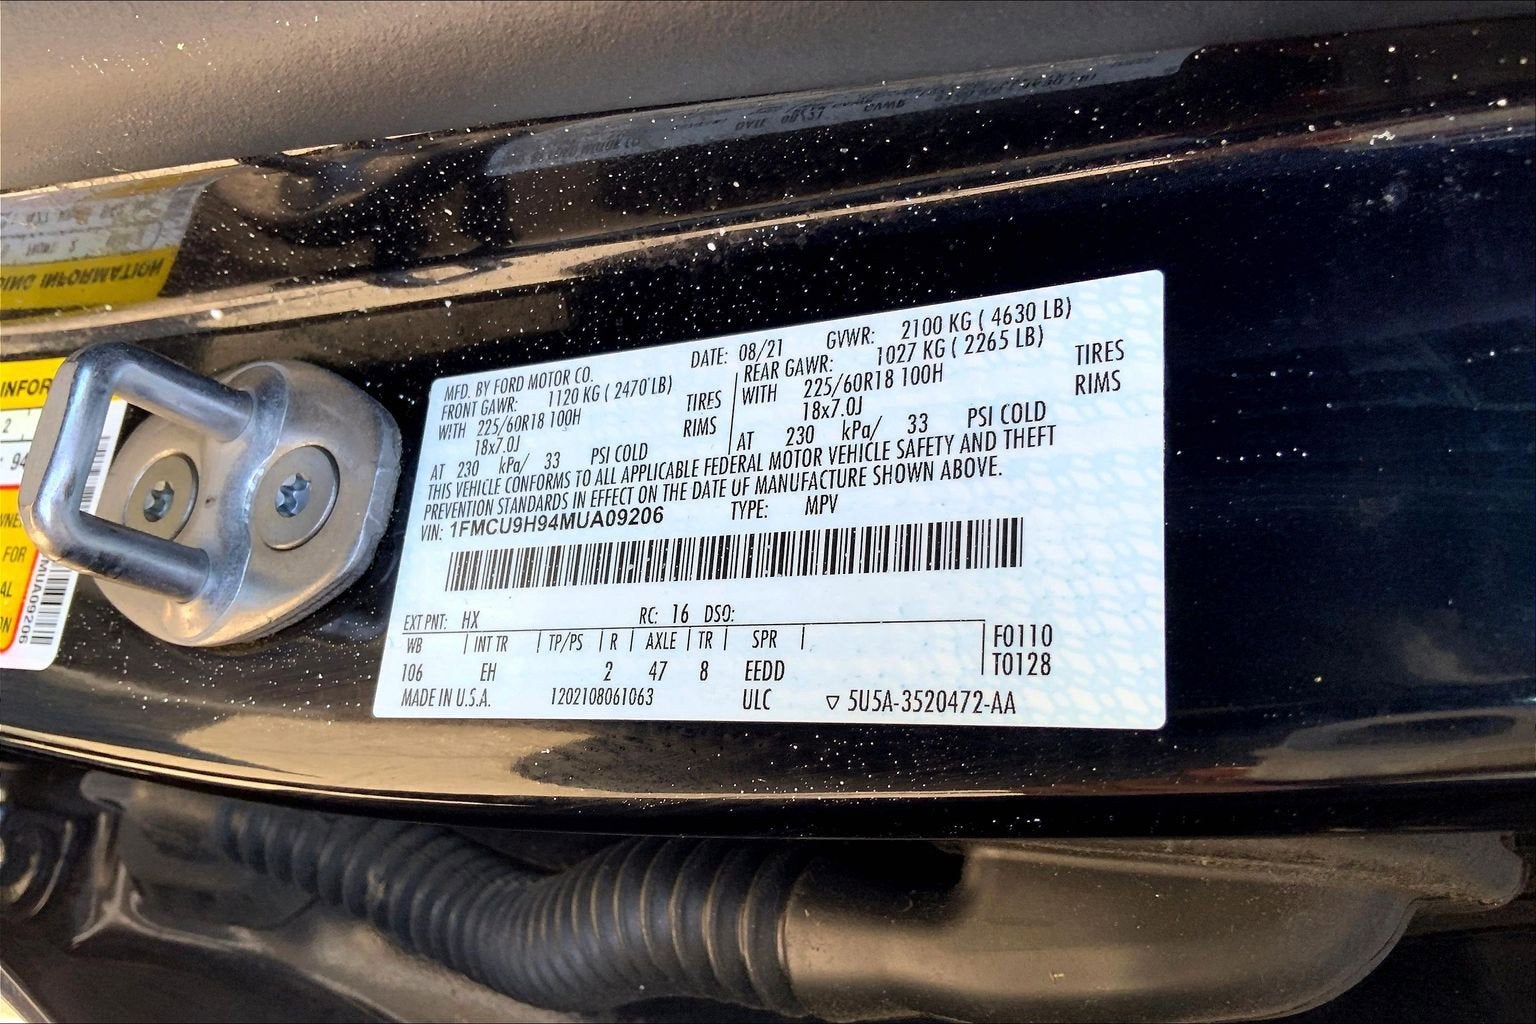 MFD. BY FORD MOTOR CO. DATE: 08/21 GVWR: 2100 KG ( 4630 LB)
FRONT GAWR: 1120 KG ( 2470 LB) REAR GAWR: 1027 KG ( 2265 LB)
WITH 225/60R18 100H TIRES WITH 225/60R18 100H TIRES
18x7.0J RIMS 18x7.0J RIMS
AT 230 kPa/ 33 PSI COLD AT 230 kPa/ 33 PSI COLD
THIS VEHICLE CONFORMS TO ALL APPLICABLE FEDERAL MOTOR VEHICLE SAFETY AND THEFT
PREVENTION STANDARDS IN EFFECT ON THE DATE OF MANUFACTURE SHOWN ABOVE.
VIN: 1FMCU9H94MUA09206 TYPE: MPV
EXT PNT: HX RC: 16 DSO:
WB INT TR TP/PS R AXLE TR SPR F0110
106 EH 2 47 8 EEDD T0128
MADE IN U.S.A. 1202108061063 ULC ▽ 5U5A-3520472-AA
INFOR
2
94
FOR
MUA09206